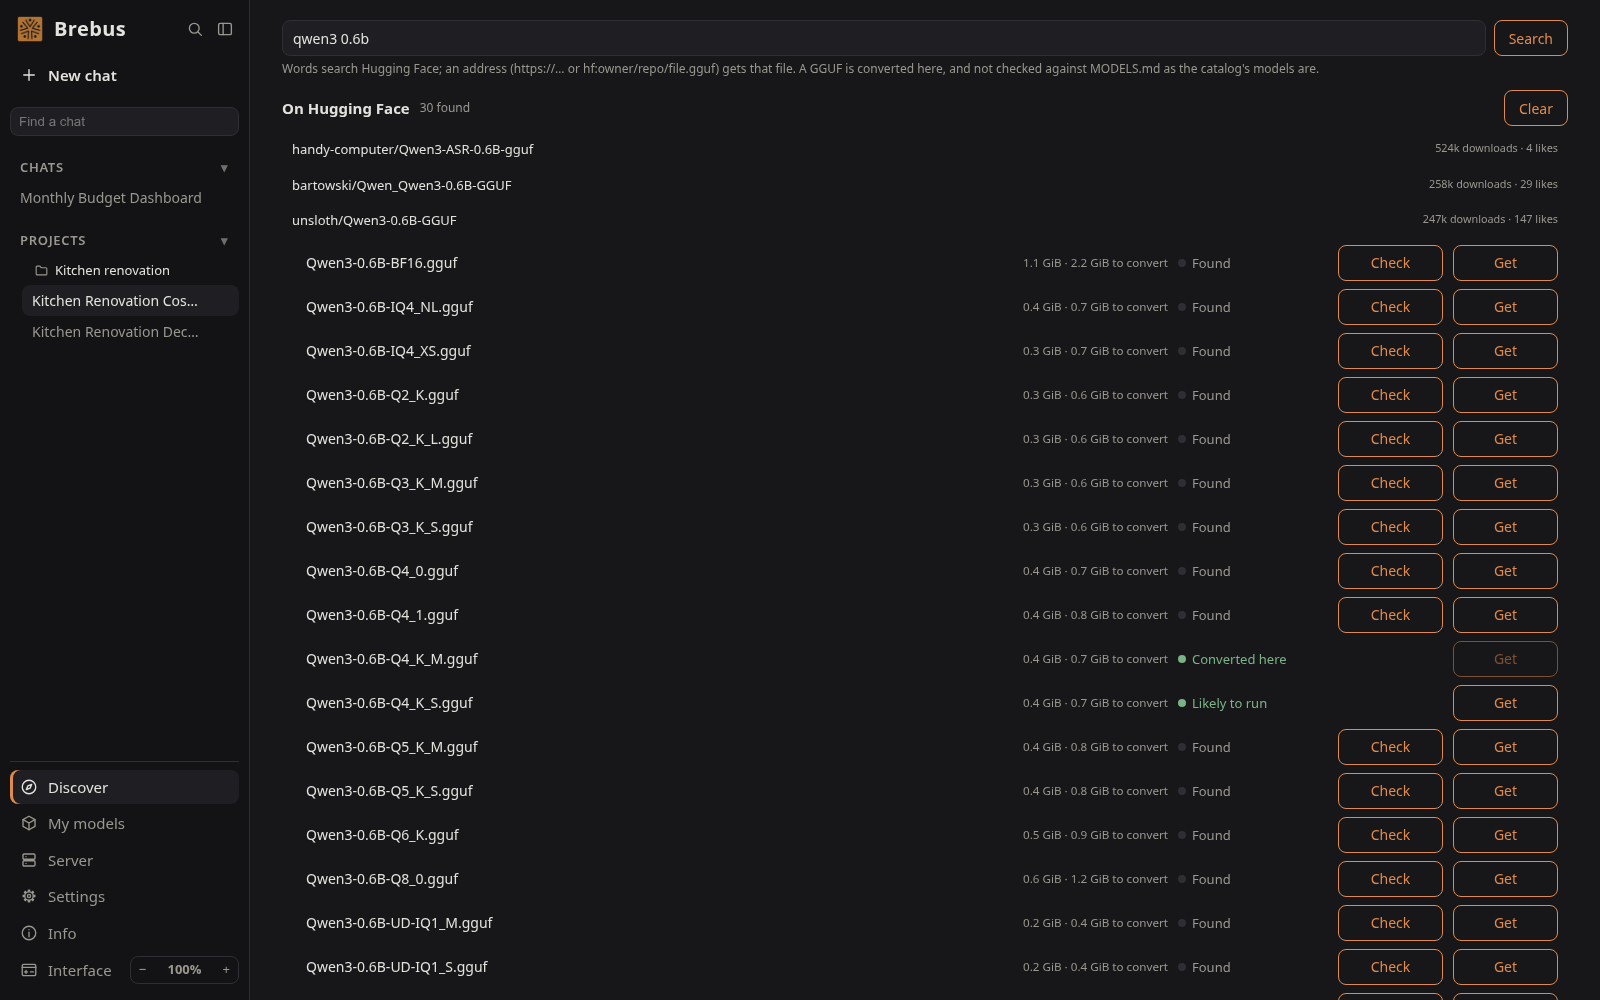 Brebus
New chat
Find a chat
CHATS
Monthly Budget Dashboard
PROJECTS
Kitchen renovation
Kitchen Renovation Cos...
Kitchen Renovation Dec...
Discover
My models
Server
Settings
Info
Interface − 100% +
qwen3 0.6b Search
Words search Hugging Face; an address (https://... or hf:owner/repo/file.gguf) gets that file. A GGUF is converted here, and not checked against MODELS.md as the catalog's models are.
On Hugging Face 30 found Clear
handy-computer/Qwen3-ASR-0.6B-gguf 524k downloads · 4 likes
bartowski/Qwen_Qwen3-0.6B-GGUF 258k downloads · 29 likes
unsloth/Qwen3-0.6B-GGUF 247k downloads · 147 likes
Qwen3-0.6B-BF16.gguf 1.1 GiB · 2.2 GiB to convert Found Check Get
Qwen3-0.6B-IQ4_NL.gguf 0.4 GiB · 0.7 GiB to convert Found Check Get
Qwen3-0.6B-IQ4_XS.gguf 0.3 GiB · 0.7 GiB to convert Found Check Get
Qwen3-0.6B-Q2_K.gguf 0.3 GiB · 0.6 GiB to convert Found Check Get
Qwen3-0.6B-Q2_K_L.gguf 0.3 GiB · 0.6 GiB to convert Found Check Get
Qwen3-0.6B-Q3_K_M.gguf 0.3 GiB · 0.6 GiB to convert Found Check Get
Qwen3-0.6B-Q3_K_S.gguf 0.3 GiB · 0.6 GiB to convert Found Check Get
Qwen3-0.6B-Q4_0.gguf 0.4 GiB · 0.7 GiB to convert Found Check Get
Qwen3-0.6B-Q4_1.gguf 0.4 GiB · 0.8 GiB to convert Found Check Get
Qwen3-0.6B-Q4_K_M.gguf 0.4 GiB · 0.7 GiB to convert Converted here Get
Qwen3-0.6B-Q4_K_S.gguf 0.4 GiB · 0.7 GiB to convert Likely to run Get
Qwen3-0.6B-Q5_K_M.gguf 0.4 GiB · 0.8 GiB to convert Found Check Get
Qwen3-0.6B-Q5_K_S.gguf 0.4 GiB · 0.8 GiB to convert Found Check Get
Qwen3-0.6B-Q6_K.gguf 0.5 GiB · 0.9 GiB to convert Found Check Get
Qwen3-0.6B-Q8_0.gguf 0.6 GiB · 1.2 GiB to convert Found Check Get
Qwen3-0.6B-UD-IQ1_M.gguf 0.2 GiB · 0.4 GiB to convert Found Check Get
Qwen3-0.6B-UD-IQ1_S.gguf 0.2 GiB · 0.4 GiB to convert Found Check Get